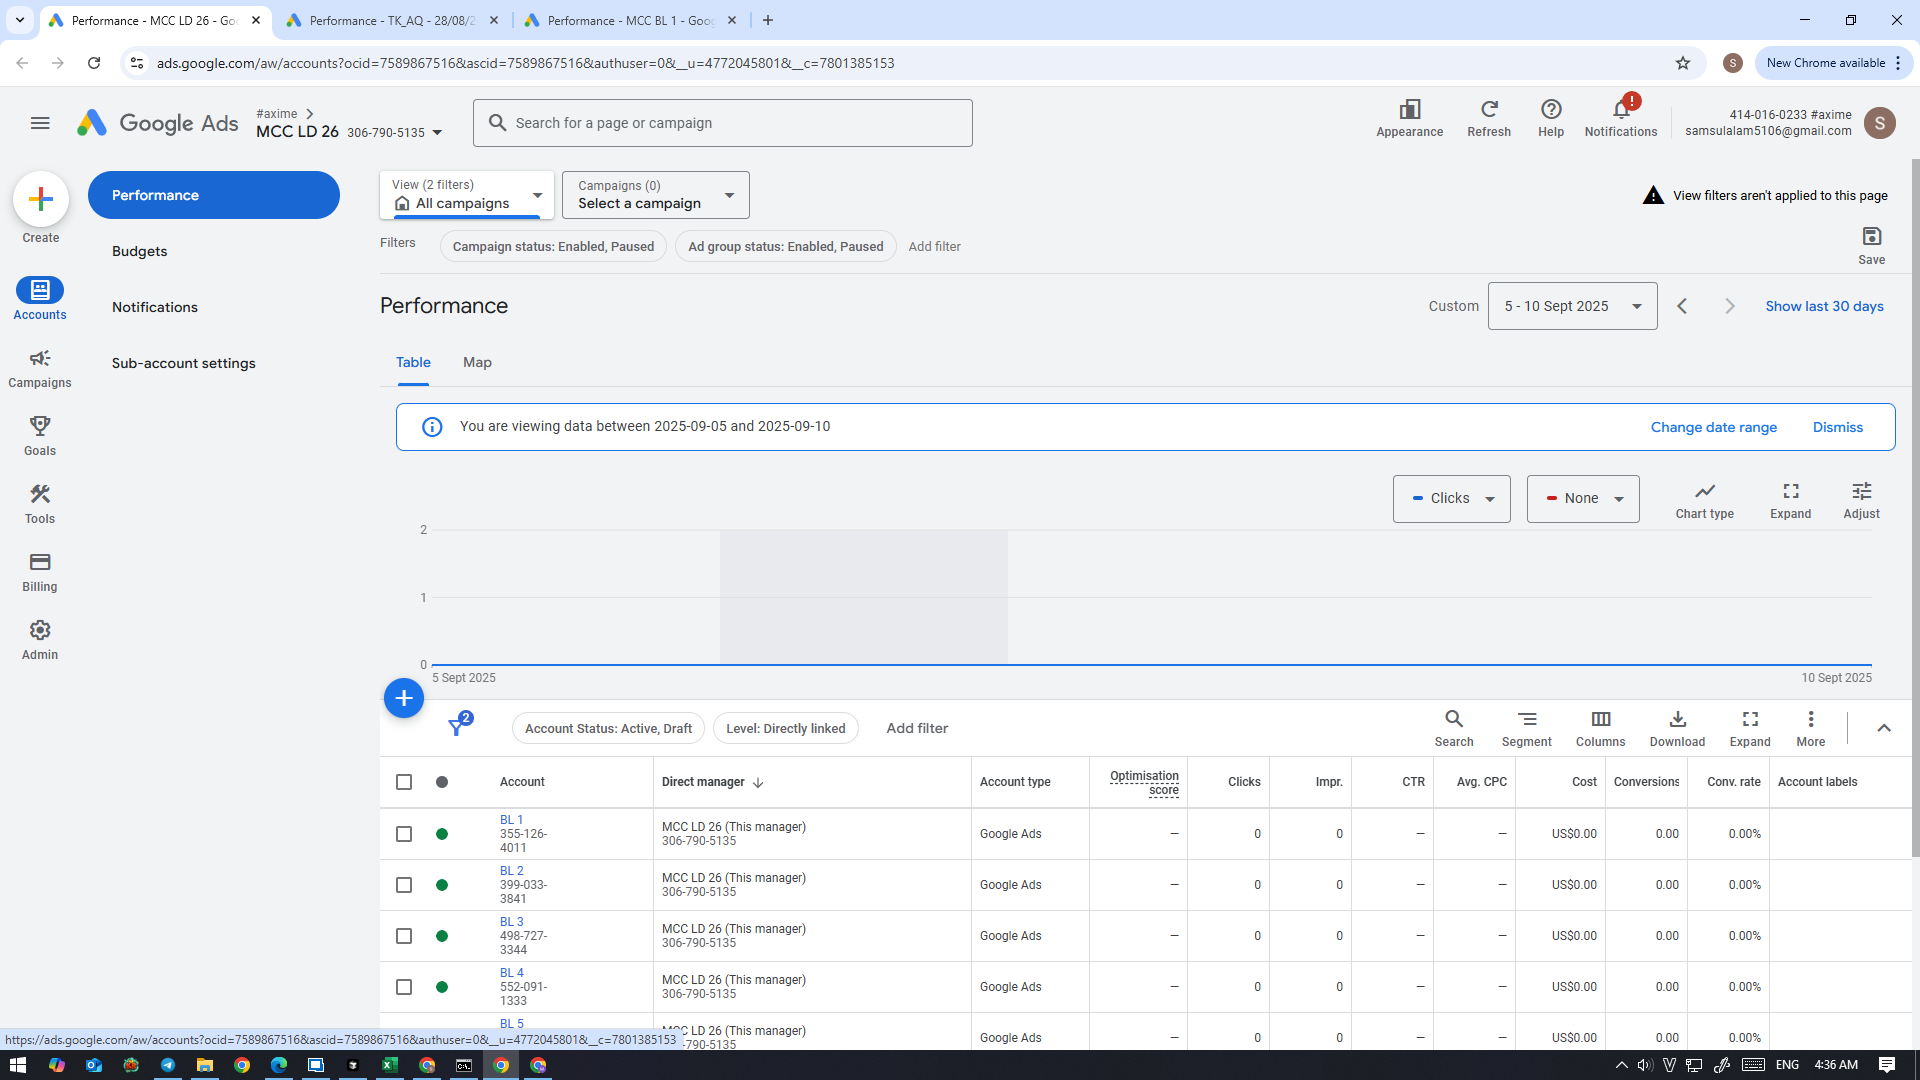 Performance - MCC LD 26 - Goo
Performance - TK_AQ - 28/08/2
Performance - MCC BL 1 - Goog
ads.google.com/aw/accounts?ocid=7589867516&ascid=7589867516&authuser=0&__u=4772045801&__c=7801385153
S
New Chrome available
Google Ads
#axime
MCC LD 26 306-790-5135
Search for a page or campaign
Appearance
Refresh
Help
!
Notifications
414-016-0233 #axime
samsulalam5106@gmail.com
S
Create
Accounts
Campaigns
Goals
Tools
Billing
Admin
Performance
Budgets
Notifications
Sub-account settings
View (2 filters)
All campaigns
Campaigns (0)
Select a campaign
View filters aren't applied to this page
Filters
Campaign status: Enabled, Paused
Ad group status: Enabled, Paused
Add filter
Save
Performance
Custom
5 - 10 Sept 2025
Show last 30 days
Table
Map
You are viewing data between 2025-09-05 and 2025-09-10
Change date range
Dismiss
Clicks
None
Chart type
Expand
Adjust
2
1
0
5 Sept 2025
10 Sept 2025
2
Account Status: Active, Draft
Level: Directly linked
Add filter
Search
Segment
Columns
Download
Expand
More
Account
Direct manager
Account type
Optimisation score
Clicks
Impr.
CTR
Avg. CPC
Cost
Conversions
Conv. rate
Account labels
BL 1
355-126-
4011
MCC LD 26 (This manager)
306-790-5135
Google Ads
—
0
0
—
—
US$0.00
0.00
0.00%
BL 2
399-033-
3841
MCC LD 26 (This manager)
306-790-5135
Google Ads
—
0
0
—
—
US$0.00
0.00
0.00%
BL 3
498-727-
3344
MCC LD 26 (This manager)
306-790-5135
Google Ads
—
0
0
—
—
US$0.00
0.00
0.00%
BL 4
552-091-
1333
MCC LD 26 (This manager)
306-790-5135
Google Ads
—
0
0
—
—
US$0.00
0.00
0.00%
BL 5
LD 26 (This manager)
-790-5135
Google Ads
—
0
0
—
—
US$0.00
0.00
0.00%
https://ads.google.com/aw/accounts?ocid=7589867516&ascid=7589867516&authuser=0&__u=4772045801&__c=7801385153
ENG
4:36 AM